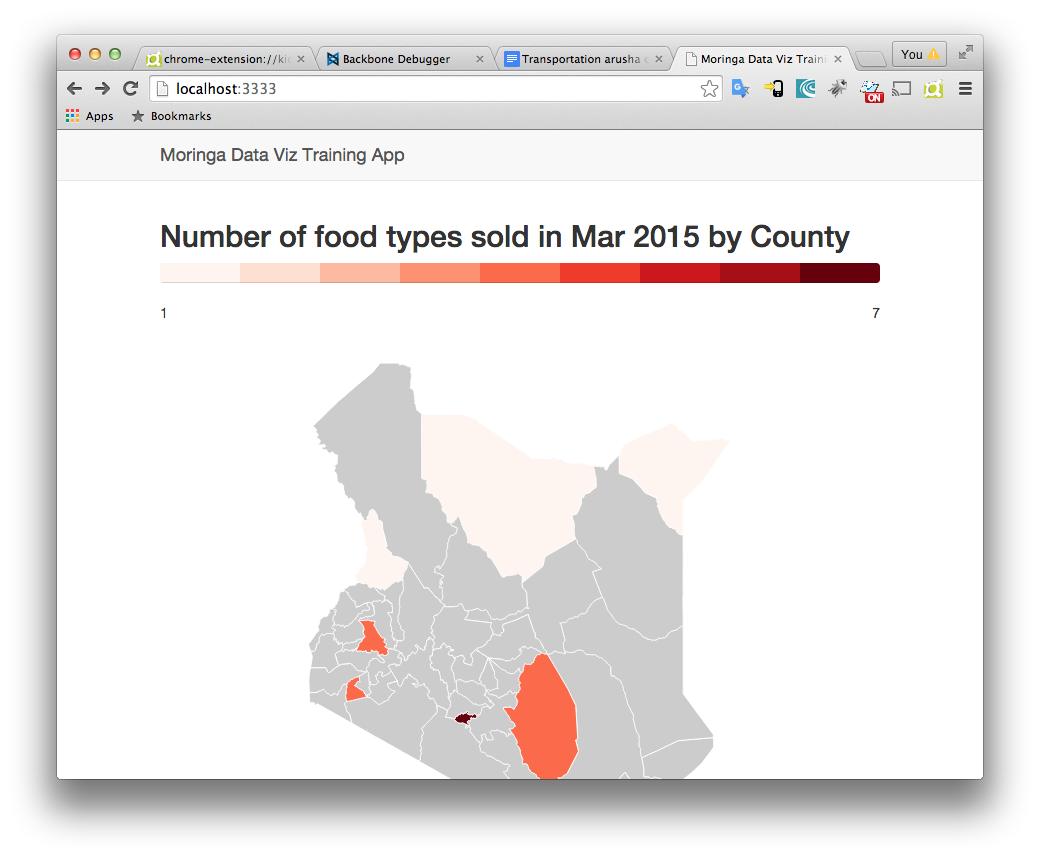 chrome-extension://ki
Backbone Debugger
Transportation arusha
Moringa Data Viz Traini
You
localhost:3333
ON
Apps
Bookmarks
Moringa Data Viz Training App
Number of food types sold in Mar 2015 by County
1
7